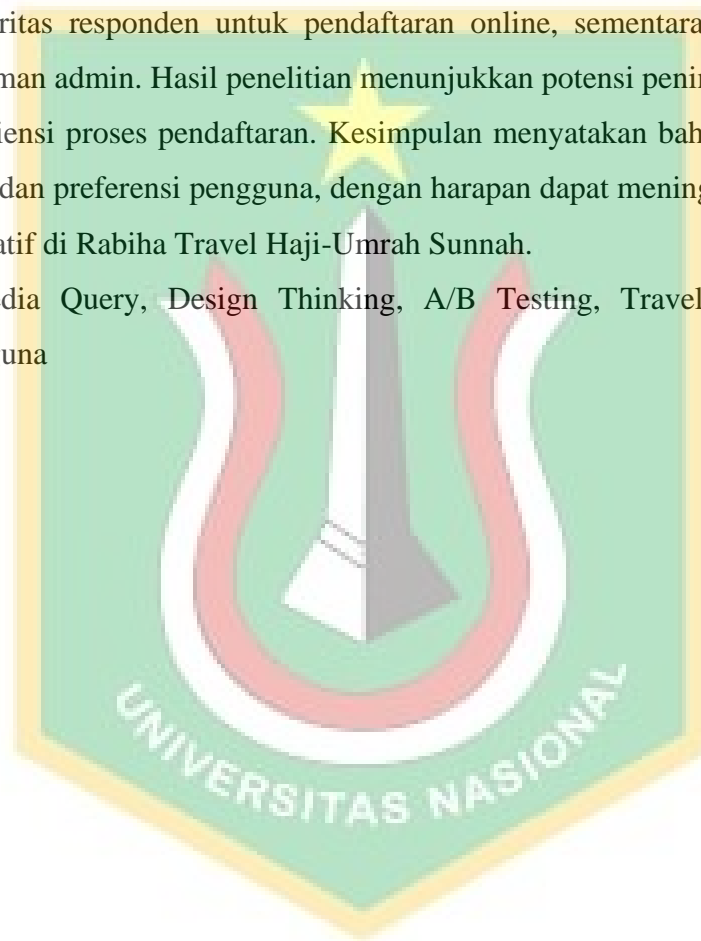 ritas responden untuk pendaftaran online, sementara
man admin. Hasil penelitian menunjukkan potensi penin
iensi proses pendaftaran. Kesimpulan menyatakan bah
dan preferensi pengguna, dengan harapan dapat mening
atif di Rabiha Travel Haji-Umrah Sunnah.
dia Query, Design Thinking, A/B Testing, Travel
una
UNIVERSITAS NASIONAL